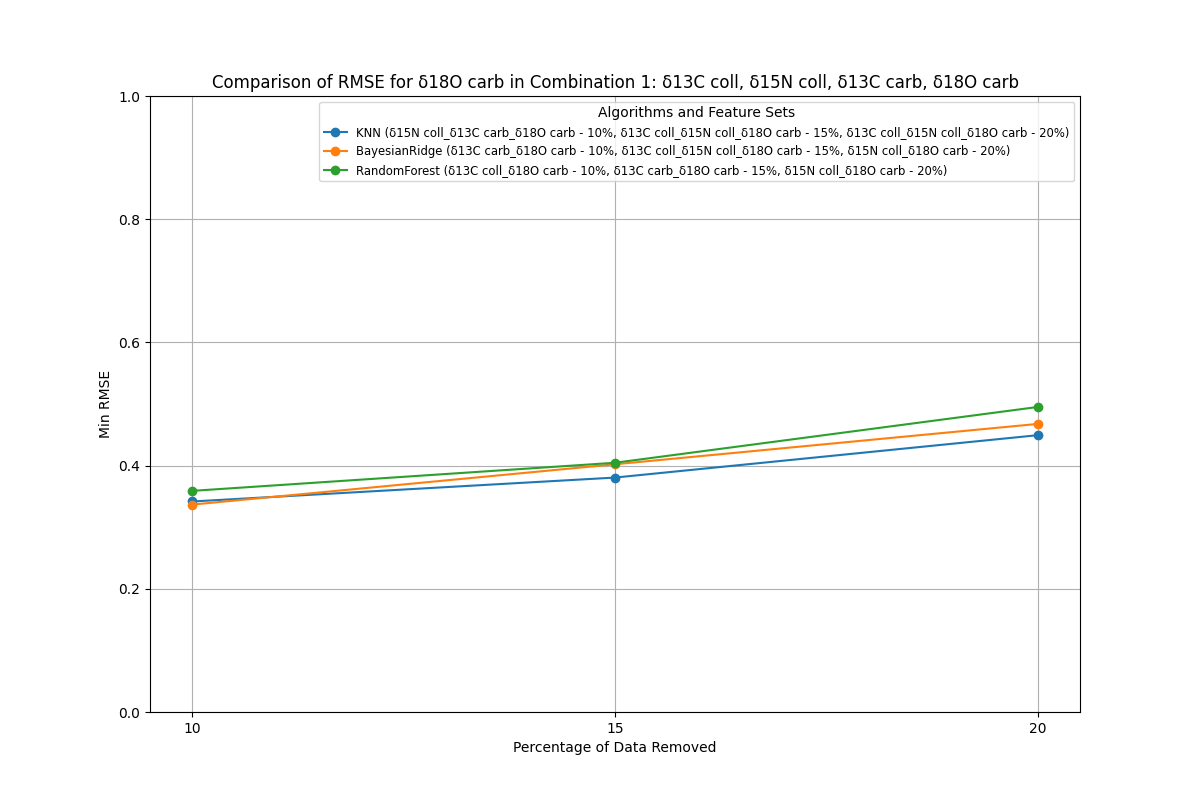 Comparison of RMSE for δ18O carb in Combination 1: δ13C coll, δ15N coll, δ13C carb, δ18O carb
Algorithms and Feature Sets
KNN (δ15N coll_δ13C carb_δ18O carb - 10%, δ13C coll_δ15N coll_δ18O carb - 15%, δ13C coll_δ15N coll_δ18O carb - 20%)
BayesianRidge (δ13C carb_δ18O carb - 10%, δ13C coll_δ15N coll_δ18O carb - 15%, δ15N coll_δ18O carb - 20%)
RandomForest (δ13C coll_δ18O carb - 10%, δ13C carb_δ18O carb - 15%, δ15N coll_δ18O carb - 20%)
1.0
0.8
0.6
0.4
0.2
0.0
Min RMSE
10
15
20
Percentage of Data Removed